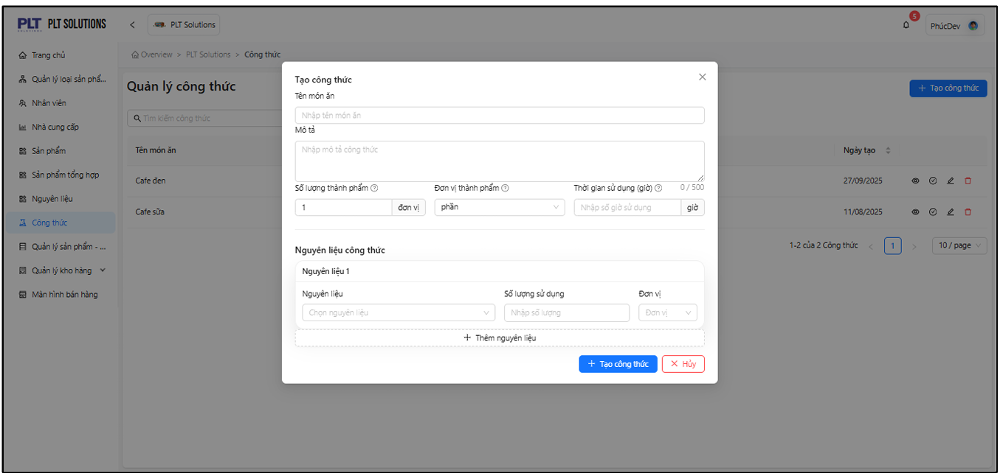 PLT SOLUTIONS
PLT Solutions
5
PhúcDev
Trang chủ
Quản lý loại sản phẩ...
Nhân viên
Nhà cung cấp
Sản phẩm
Sản phẩm tổng hợp
Nguyên liệu
Công thức
Quản lý sản phẩm - ...
Quản lý kho hàng
Màn hình bán hàng
Overview > PLT Solutions > Công thức
Quản lý công thức
+ Tạo công thức
Tìm kiếm công thức
Tên món ăn
Ngày tạo
Cafe đen
27/09/2025
Cafe sữa
11/08/2025
1-2 của 2 Công thức < 1 > 10 / page
Tạo công thức
Tên món ăn
Nhập tên món ăn
Mô tả
Nhập mô tả công thức
0 / 500
Số lượng thành phẩm
Đơn vị thành phẩm
Thời gian sử dụng (giờ)
1 đơn vị
phần
Nhập số giờ sử dụng giờ
Nguyên liệu công thức
Nguyên liệu 1
Nguyên liệu
Số lượng sử dụng
Đơn vị
Chọn nguyên liệu
Nhập số lượng
Đơn vị
+ Thêm nguyên liệu
+ Tạo công thức
Hủy